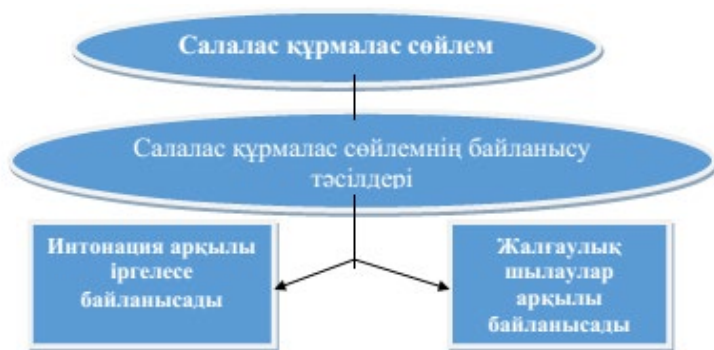 Салалас құрмалас сөйлем
Салалас құрмалас сөйлемнің байланысу
тәсілдері
Интонация арқылы
іргелесе
байланысады
Жалғаулық
шылаулар
арқылы
байланысады